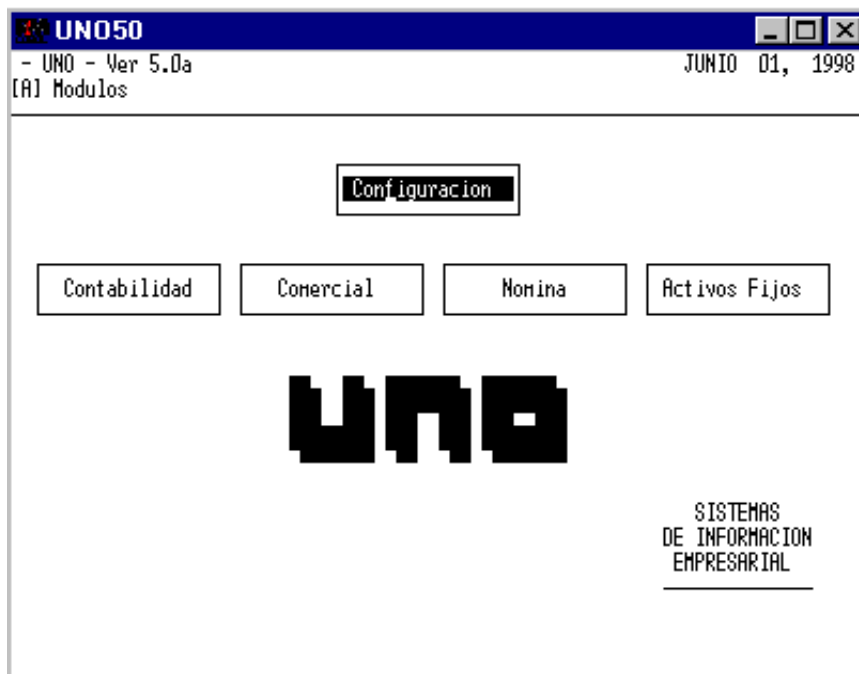 UNO50
- UNO - Ver 5.0a JUNIO 01, 1998
[A] Modulos
Configuracion
Contabilidad Comercial Nomina Activos Fijos
uno
SISTEMAS
DE INFORMACION
EMPRESARIAL